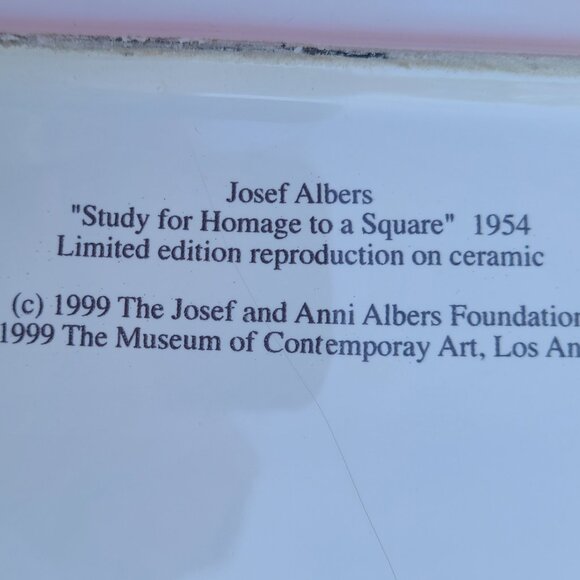 Josef Albers
"Study for Homage to a Square" 1954
Limited edition reproduction on ceramic
(c) 1999 The Josef and Anni Albers Foundation
1999 The Museum of Contemporay Art, Los An